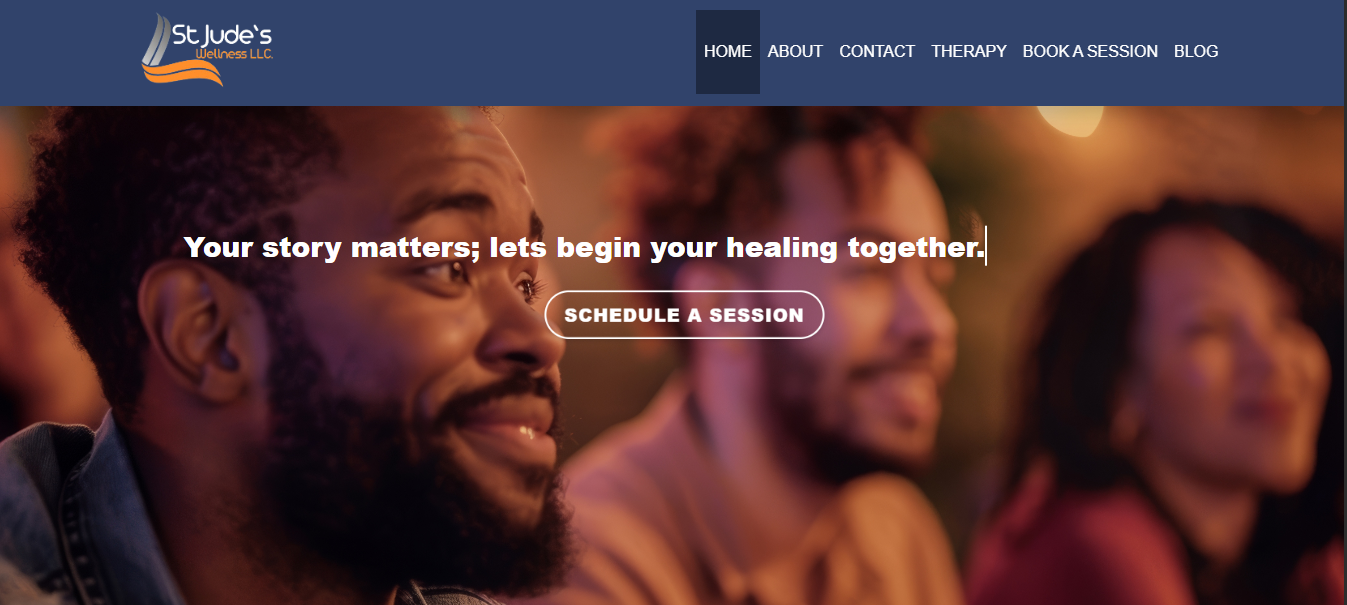 St Jude's
Wellness LLC.
HOME ABOUT CONTACT THERAPY BOOK A SESSION BLOG
Your story matters; lets begin your healing together.
SCHEDULE A SESSION